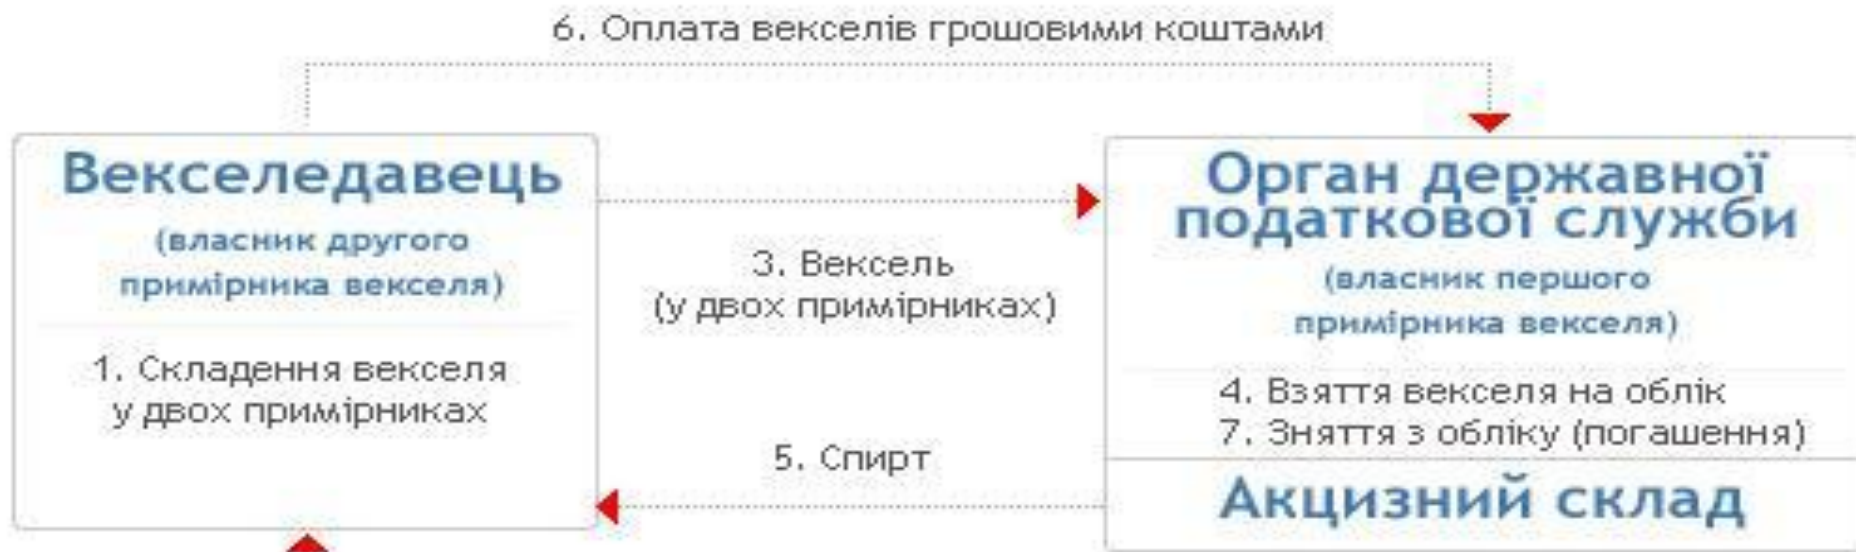 6. Оплата векселів грошовими коштами
Векселедавець
(власник другого
примірника векселя)
1. Складення векселя
у двох примірниках
3. Вексель
(у двох примірниках)
5. Спирт
Орган державної
податкової служби
(власник першого
примірника векселя)
4. Взяття векселя на облік
7. Зняття з обліку (погашення)
Акцизний склад